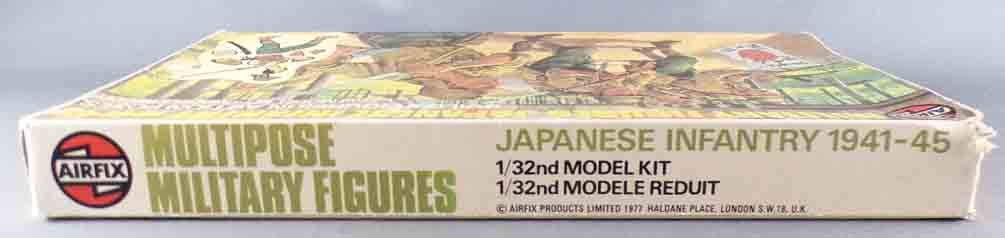 AIRFIX
MULTIPOSE
MILITARY FIGURES
JAPANESE INFANTRY 1941-45
1/32nd MODEL KIT
1/32nd MODELE REDUIT
© AIRFIX PRODUCTS LIMITED 1977 HALDANE PLACE, LONDON S.W.18, U.K.
AIRFIX